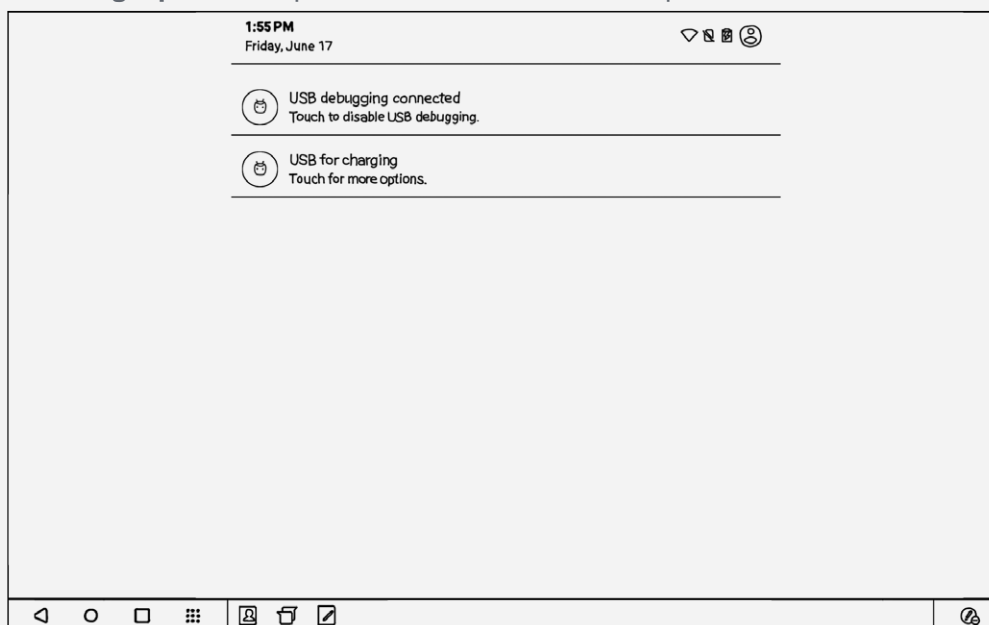 1:55 PM
Friday, June 17
USB debugging connected
Touch to disable USB debugging.
USB for charging
Touch for more options.